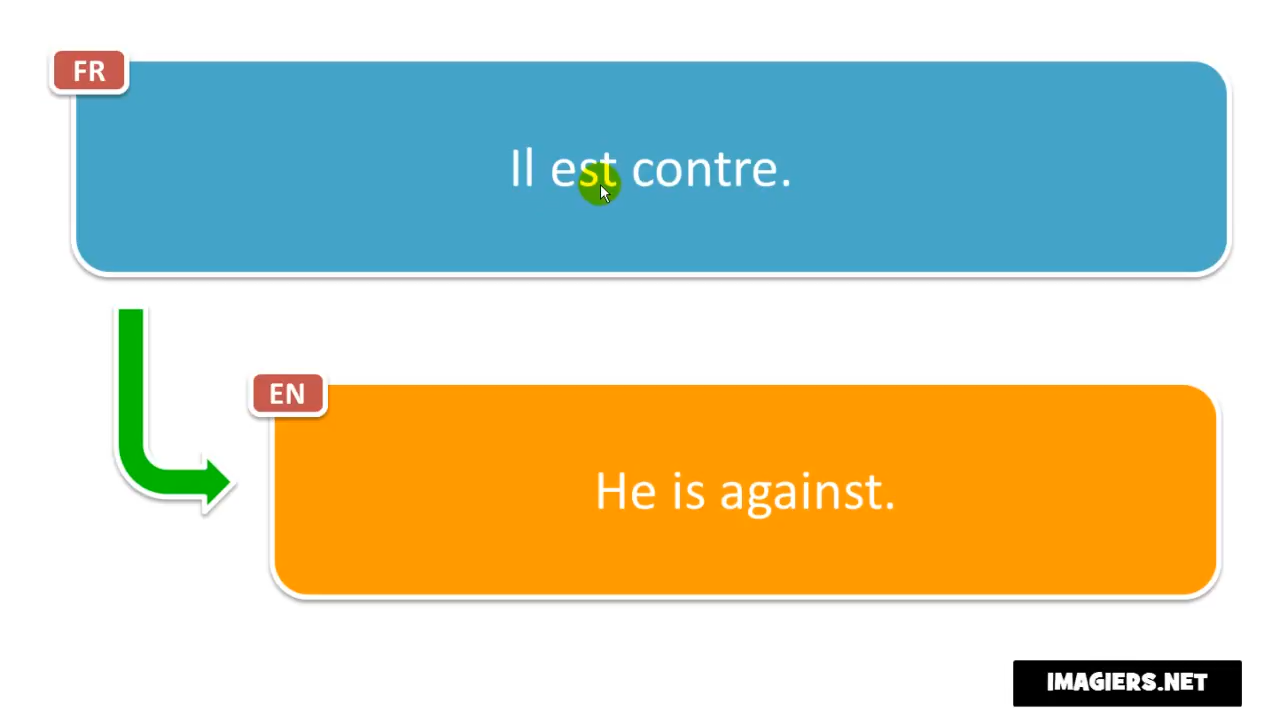 FR
Il est contre.
EN
He is against.
IMAGIERS.NET